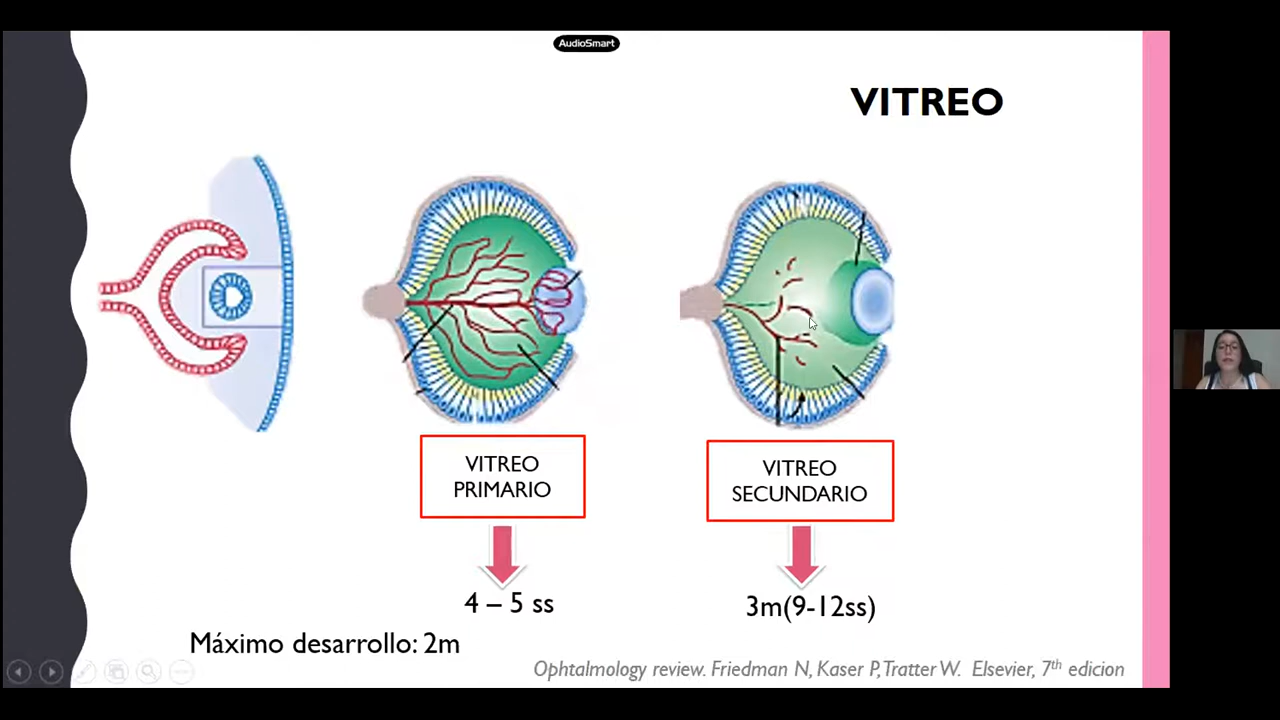 AudioSmart
VITREO
VITREO
PRIMARIO
VITREO
SECUNDARIO
4 – 5 ss
3m(9-12ss)
Máximo desarrollo: 2m
Ophtalmology review. Friedman N, Kaser P, Tratter W. Elsevier, 7th edicion